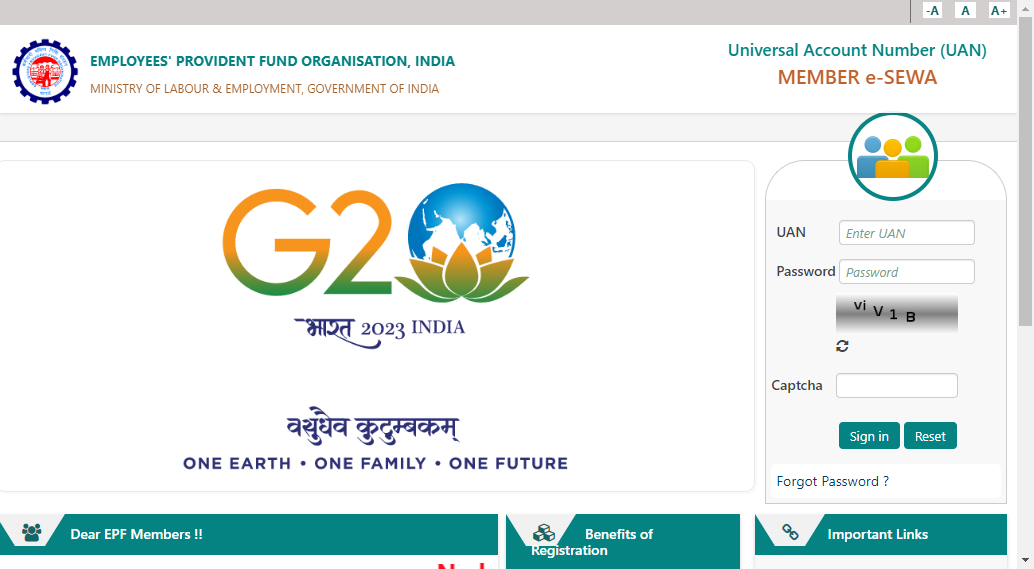 -A A A+
EMPLOYEES' PROVIDENT FUND ORGANISATION, INDIA
MINISTRY OF LABOUR & EMPLOYMENT, GOVERNMENT OF INDIA
Universal Account Number (UAN)
MEMBER e-SEWA
G20
भारत 2023 INDIA
वसुधैव कुटुम्बकम्
ONE EARTH • ONE FAMILY • ONE FUTURE
UAN Enter UAN
Password Password
vi V 1 B
Captcha
Sign in Reset
Forgot Password ?
Dear EPF Members !!
Benefits of
Registration
Important Links